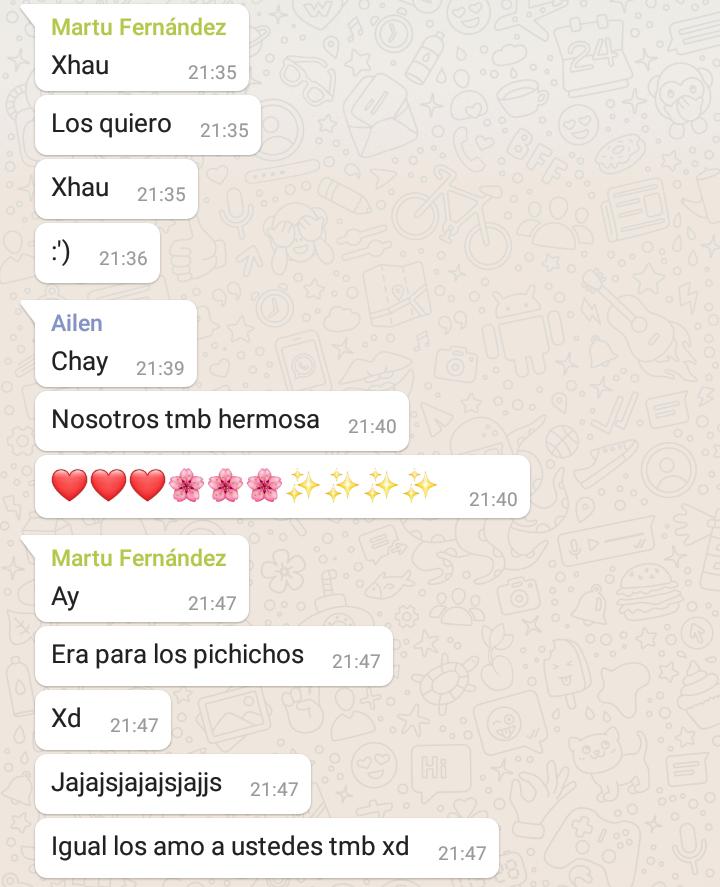 Martu Fernández
Xhau 21:35
Los quiero 21:35
Xhau 21:35
:') 21:36
Ailen
Chay 21:39
Nosotros tmb hermosa 21:40
❤️❤️❤️🌸🌸🌸✨✨✨✨ 21:40
Martu Fernández
Ay 21:47
Era para los pichichos 21:47
Xd 21:47
Jajajsjajajsjajjs 21:47
Igual los amo a ustedes tmb xd 21:47